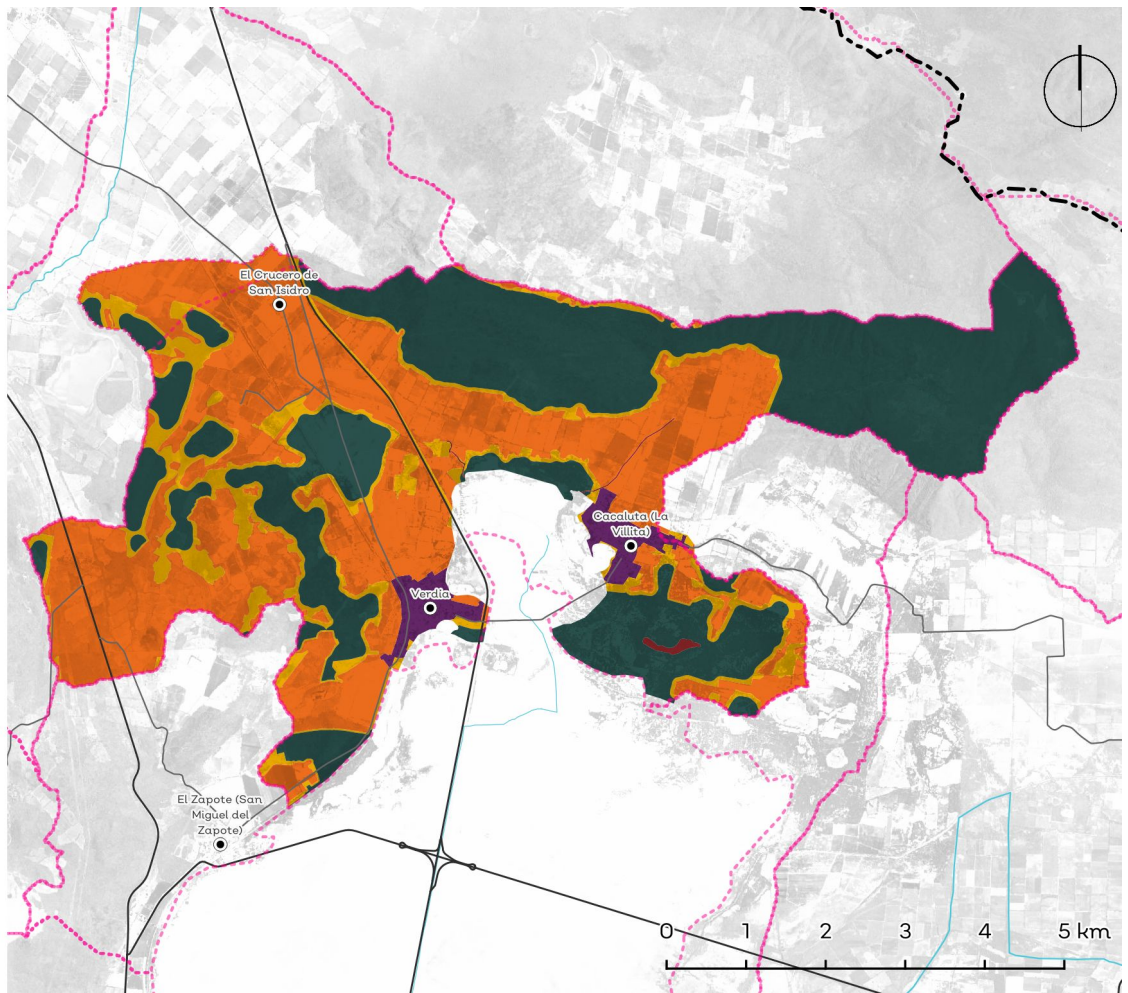 El Crucero de
San Isidro
Cacaluta (La
Villita)
Verdía
El Zapote (San
Miguel del
Zapote)
0 1 2 3 4 5 km